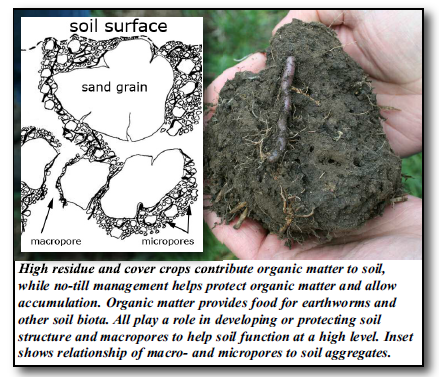 soil surface
sand grain
macropore
micropores
High residue and cover crops contribute organic matter to soil,
while no-till management helps protect organic matter and allow
accumulation. Organic matter provides food for earthworms and
other soil biota. All play a role in developing or protecting soil
structure and macropores to help soil function at a high level. Inset
shows relationship of macro- and micropores to soil aggregates.